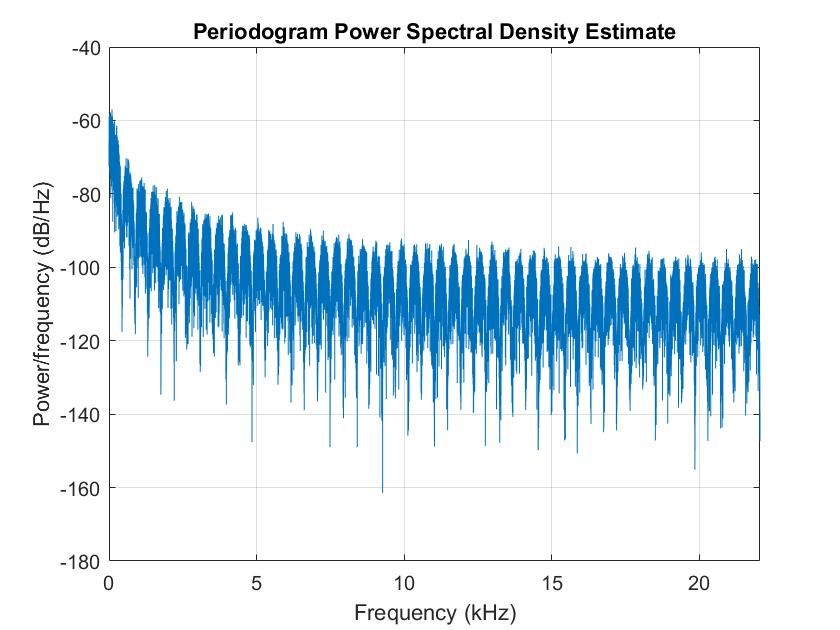 Periodogram Power Spectral Density Estimate
-40
-60
-80
-100
-120
-140
-160
-180
Power/frequency (dB/Hz)
0 5 10 15 20
Frequency (kHz)